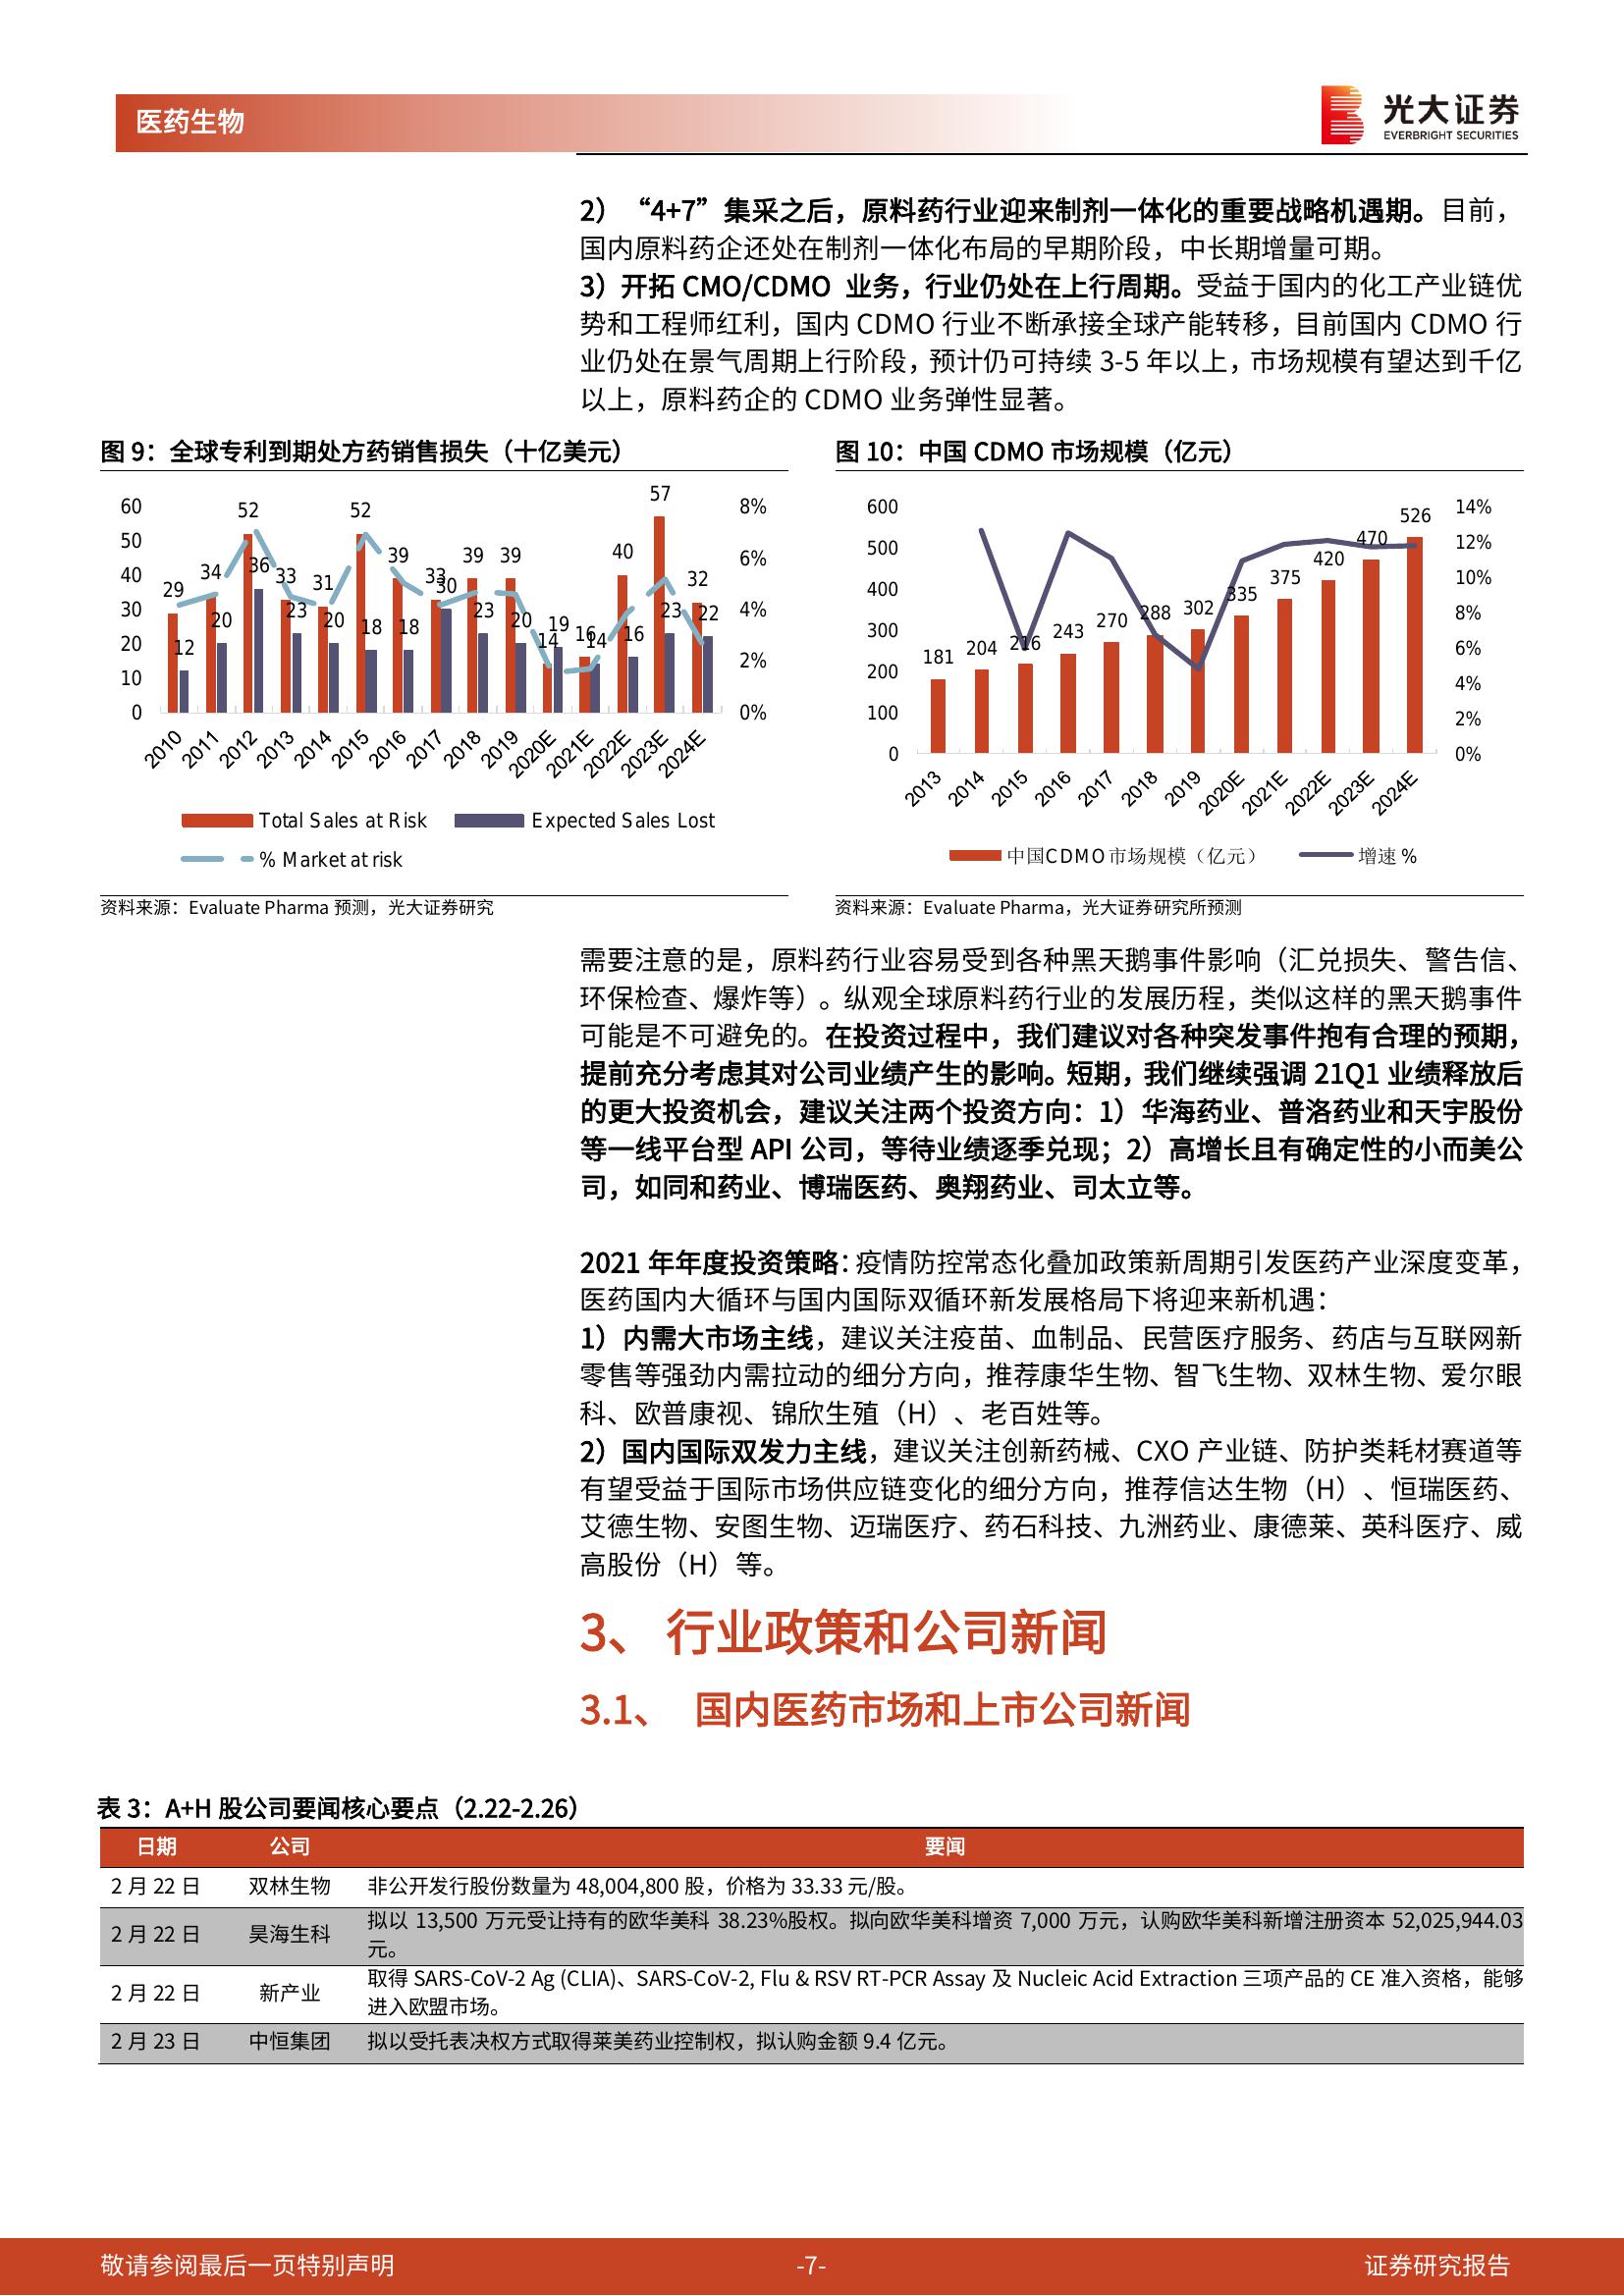 医药生物
光大证券
EVERBRIGHT SECURITIES
2）“4+7”集采之后，原料药行业迎来制剂一体化的重要战略机遇期。目前，
国内原料药企还处在制剂一体化布局的早期阶段，中长期增量可期。
3）开拓 CMO/CDMO 业务，行业仍处在上行周期。受益于国内的化工产业链优
势和工程师红利，国内 CDMO 行业不断承接全球产能转移，目前国内 CDMO 行
业仍处在景气周期上行阶段，预计仍可持续 3-5 年以上，市场规模有望达到千亿
以上，原料药企的 CDMO 业务弹性显著。
图 9：全球专利到期处方药销售损失（十亿美元）
60
50
40
30
20
10
0
8%
6%
4%
2%
0%
29 34 52 33 31 52 39 33 39 39 14 16 40 57 32
12 20 36 23 20 18 18 30 23 20 19 14 16 23 22
2010 2011 2012 2013 2014 2015 2016 2017 2018 2019 2020E 2021E 2022E 2023E 2024E
Total Sales at Risk
Expected Sales Lost
% Market at risk
资料来源：Evaluate Pharma 预测，光大证券研究
图 10：中国 CDMO 市场规模（亿元）
600
500
400
300
200
100
0
14%
12%
10%
8%
6%
4%
2%
0%
181 204 216 243 270 288 302 335 375 420 470 526
2013 2014 2015 2016 2017 2018 2019 2020E 2021E 2022E 2023E 2024E
中国CDMO市场规模（亿元）
增速 %
资料来源：Evaluate Pharma，光大证券研究所预测
需要注意的是，原料药行业容易受到各种黑天鹅事件影响（汇兑损失、警告信、
环保检查、爆炸等）。纵观全球原料药行业的发展历程，类似这样的黑天鹅事件
可能是不可避免的。在投资过程中，我们建议对各种突发事件抱有合理的预期，
提前充分考虑其对公司业绩产生的影响。短期，我们继续强调 21Q1 业绩释放后
的更大投资机会，建议关注两个投资方向：1）华海药业、普洛药业和天宇股份
等一线平台型 API 公司，等待业绩逐季兑现；2）高增长且有确定性的小而美公
司，如同和药业、博瑞医药、奥翔药业、司太立等。
2021 年年度投资策略：疫情防控常态化叠加政策新周期引发医药产业深度变革，
医药国内大循环与国内国际双循环新发展格局下将迎来新机遇：
1）内需大市场主线，建议关注疫苗、血制品、民营医疗服务、药店与互联网新
零售等强劲内需拉动的细分方向，推荐康华生物、智飞生物、双林生物、爱尔眼
科、欧普康视、锦欣生殖（H）、老百姓等。
2）国内国际双发力主线，建议关注创新药械、CXO 产业链、防护类耗材赛道等
有望受益于国际市场供应链变化的细分方向，推荐信达生物（H）、恒瑞医药、
艾德生物、安图生物、迈瑞医疗、药石科技、九洲药业、康德莱、英科医疗、威
高股份（H）等。
3、 行业政策和公司新闻
3.1、 国内医药市场和上市公司新闻
表 3：A+H 股公司要闻核心要点（2.22-2.26）
日期 公司 要闻
2 月 22 日 双林生物 非公开发行股份数量为 48,004,800 股，价格为 33.33 元/股。
2 月 22 日 昊海生科 拟以 13,500 万元受让持有的欧华美科 38.23%股权。拟向欧华美科增资 7,000 万元，认购欧华美科新增注册资本 52,025,944.03
元。
2 月 22 日 新产业 取得 SARS-CoV-2 Ag (CLIA)、SARS-CoV-2, Flu & RSV RT-PCR Assay 及 Nucleic Acid Extraction 三项产品的 CE 准入资格，能够
进入欧盟市场。
2 月 23 日 中恒集团 拟以受托表决权方式取得莱美药业控制权，拟认购金额 9.4 亿元。
敬请参阅最后一页特别声明
-7-
证券研究报告